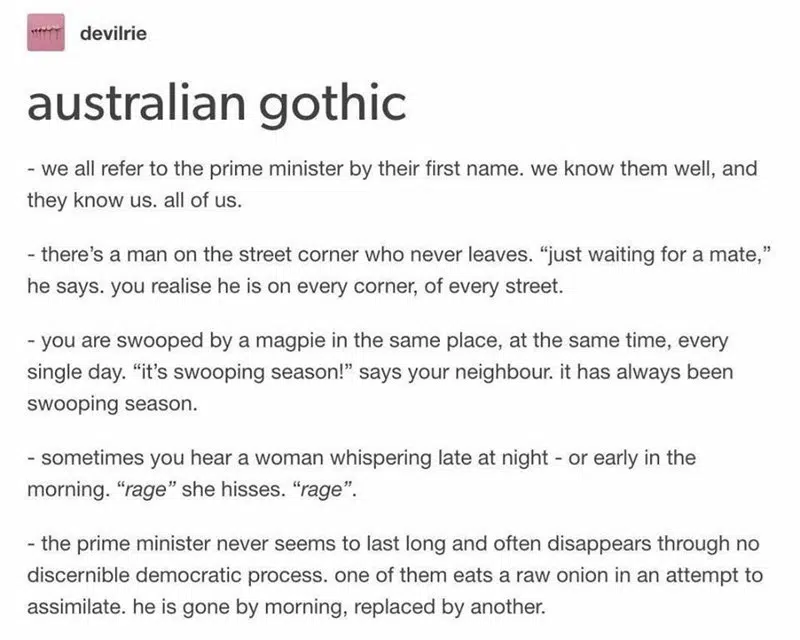 devilrie
australian gothic
- we all refer to the prime minister by their first name. we know them well, and
they know us. all of us.
- there’s a man on the street corner who never leaves. “just waiting for a mate,”
he says. you realise he is on every corner, of every street.
- you are swooped by a magpie in the same place, at the same time, every
single day. “it’s swooping season!” says your neighbour. it has always been
swooping season.
- sometimes you hear a woman whispering late at night - or early in the
morning. “rage” she hisses. “rage”.
- the prime minister never seems to last long and often disappears through no
discernible democratic process. one of them eats a raw onion in an attempt to
assimilate. he is gone by morning, replaced by another.